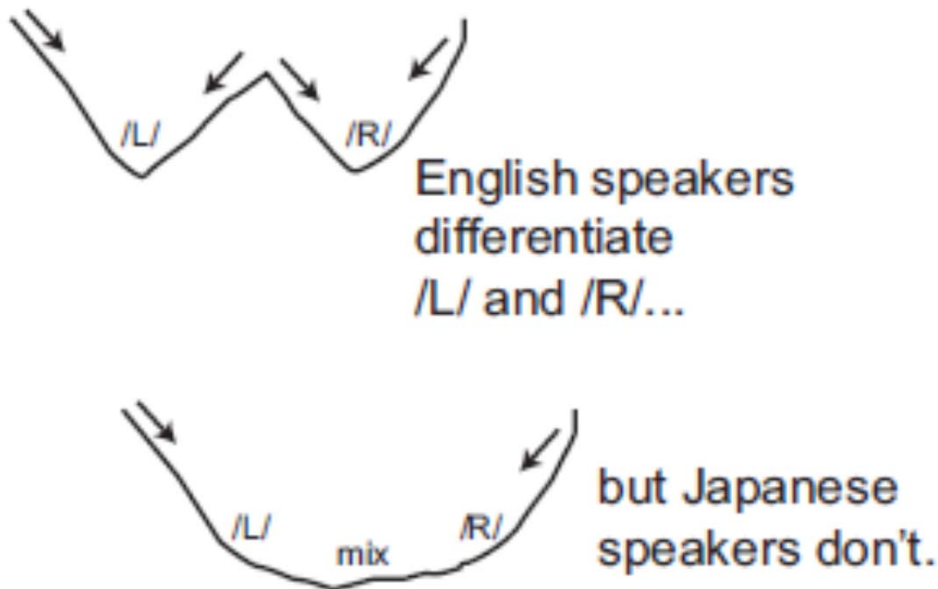 /L/ /R/
English speakers
differentiate
/L/ and /R/...
/L/ mix /R/
but Japanese
speakers don't.